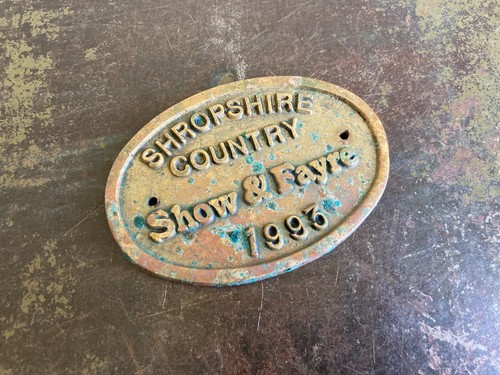 SHROPSHIRE
COUNTRY
Show & Fayre
1993